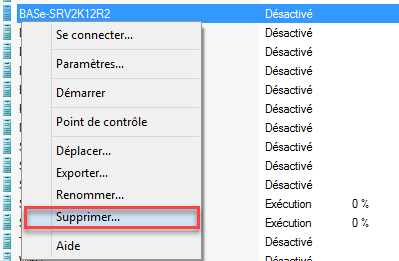 BASe-SRV2K12R2 Désactivé
Se connecter... Désactivé
Désactivé
Paramètres... Désactivé
Démarrer Désactivé
Désactivé
Point de contrôle Désactivé
Déplacer... Désactivé
Exporter... Désactivé
Renommer... Désactivé
Supprimer... Exécution 0 %
Exécution 0 %
Aide Désactivé
Désactivé